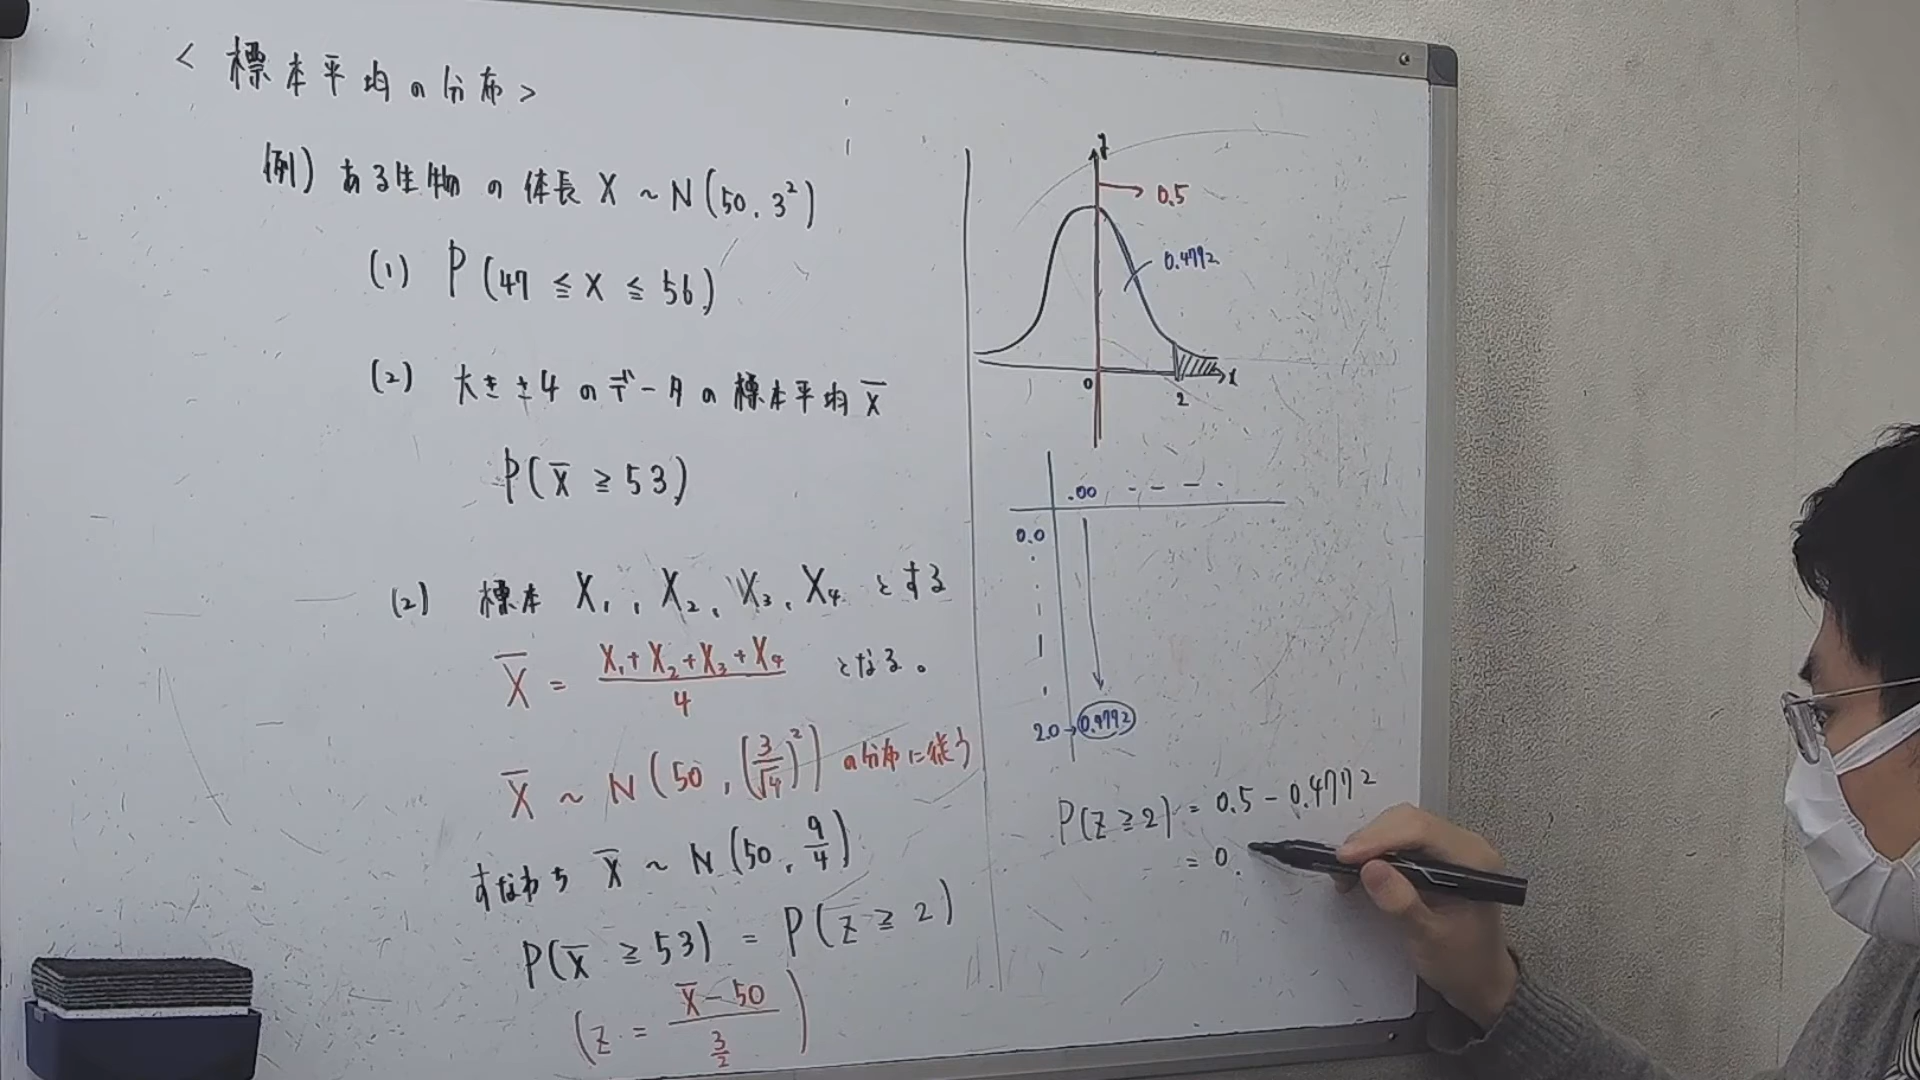 <標本平均の分布>
例) ある生物の体長 X ~ N(50, 3²)
(1) P(47 ≦ X ≦ 56)
(2) 大きさ4のデータの標本平均 X̄
P(X̄ ≧ 53)
(2) 標本 X₁, X₂, X₃, X₄ とする
X̄ = (X₁+X₂+X₃+X₄)/4 となる。
X̄ ~ N(50, (3/√4)²) の分布に従う
すなわち X̄ ~ N(50, 9/4)
P(X̄ ≧ 53) = P(Z ≧ 2)
(Z = (X̄-50)/(3/2))
y
0.5
0.4772
0
2
x
.00 - - - -
0.0
2.0 → 0.4772
P(Z ≧ 2) = 0.5 - 0.4772
= 0.